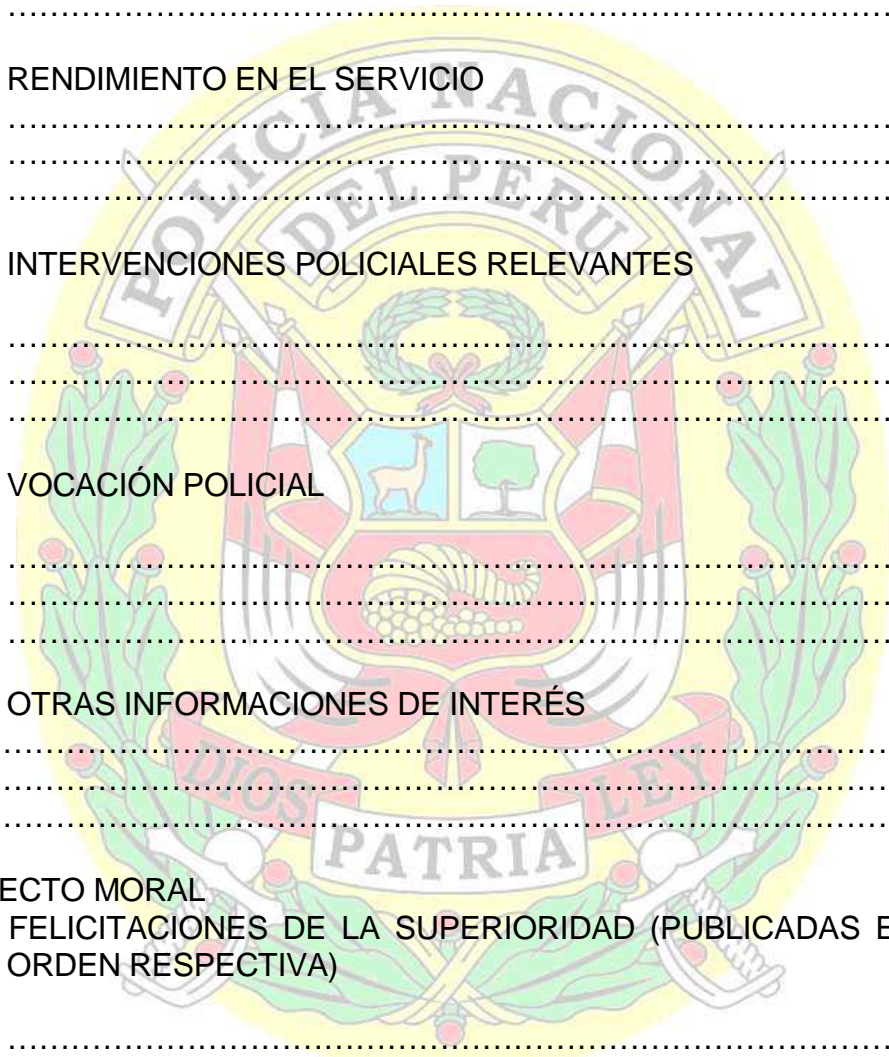 ………………………………………………………………………
RENDIMIENTO EN EL SERVICIO
………………………………………………………………………
………………………………………………………………………
………………………………………………………………………
INTERVENCIONES POLICIALES RELEVANTES
………………………………………………………………………
………………………………………………………………………
………………………………………………………………………
VOCACIÓN POLICIAL
………………………………………………………………………
………………………………………………………………………
………………………………………………………………………
OTRAS INFORMACIONES DE INTERÉS
………………………………………………………………………
………………………………………………………………………
………………………………………………………………………
ECTO MORAL
FELICITACIONES DE LA SUPERIORIDAD (PUBLICADAS E
ORDEN RESPECTIVA)
………………………………………………………………………
POLICIA NACIONAL
DEL PERU
DIOS PATRIA LEY